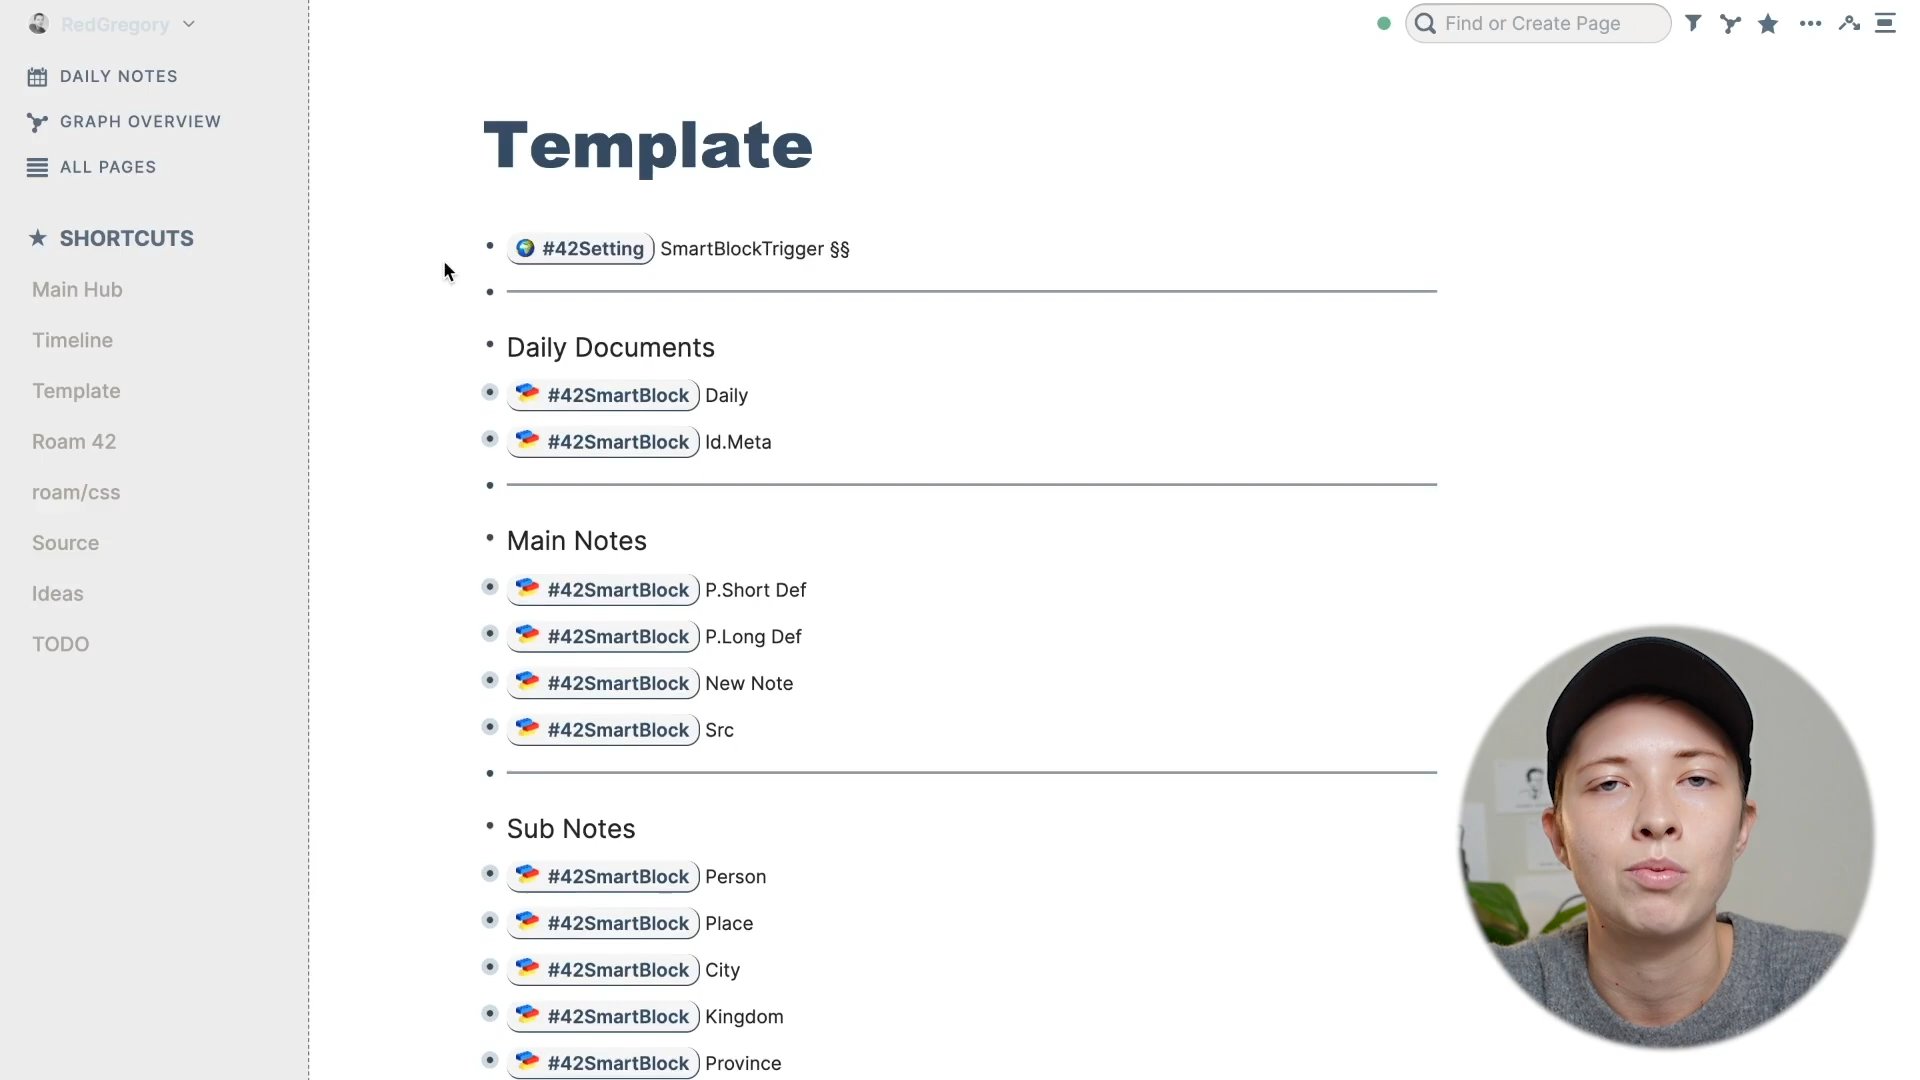 RedGregory
DAILY NOTES
GRAPH OVERVIEW
ALL PAGES
SHORTCUTS
Main Hub
Timeline
Template
Roam 42
roam/css
Source
Ideas
TODO
Find or Create Page
Template
#42Setting SmartBlockTrigger §§
Daily Documents
#42SmartBlock Daily
#42SmartBlock Id.Meta
Main Notes
#42SmartBlock P.Short Def
#42SmartBlock P.Long Def
#42SmartBlock New Note
#42SmartBlock Src
Sub Notes
#42SmartBlock Person
#42SmartBlock Place
#42SmartBlock City
#42SmartBlock Kingdom
#42SmartBlock Province